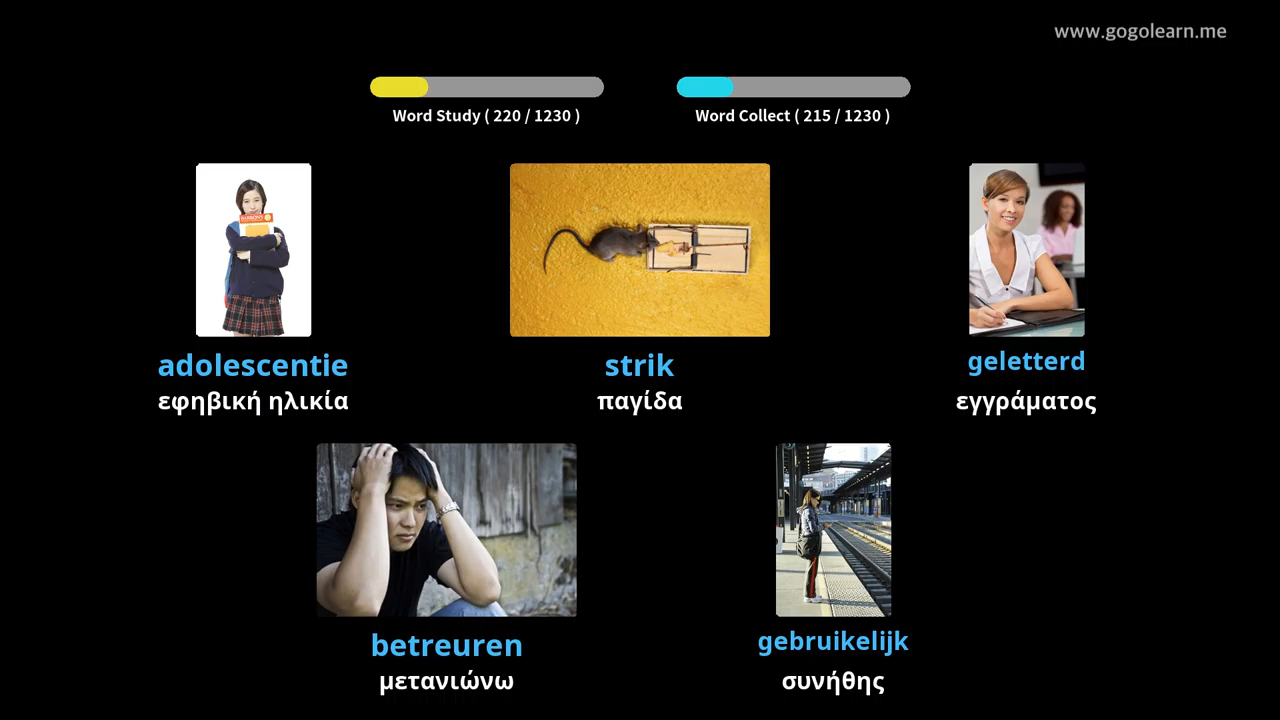 www.gogolearn.me
Word Study ( 220 / 1230 )
Word Collect ( 215 / 1230 )
adolescentie
εφηβική ηλικία
strik
παγίδα
geletterd
εγγράματος
betreuren
μετανιώνω
gebruikelijk
συνήθης